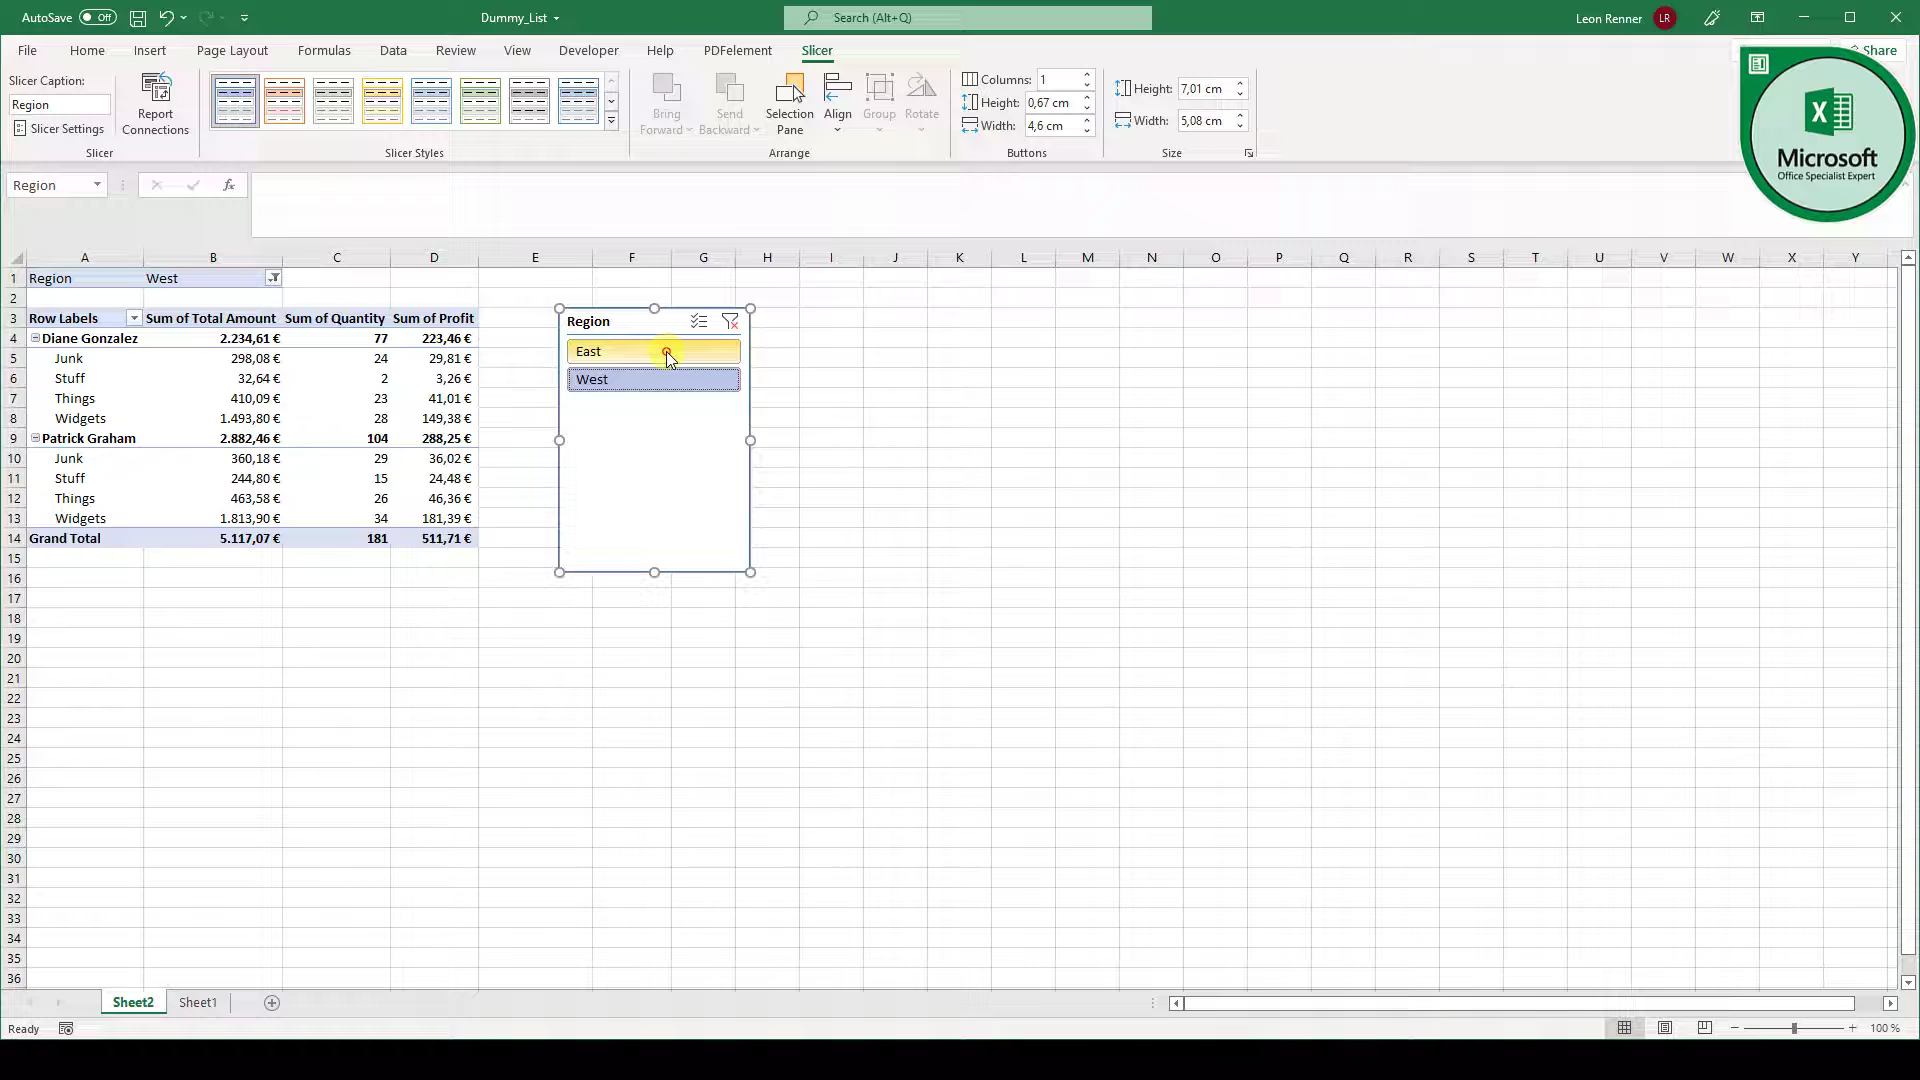 AutoSave Off Dummy_List Search (Alt+Q) Leon Renner LR
File Home Insert Page Layout Formulas Data Review View Developer Help PDFelement Slicer Share
Slicer Caption:
Region
Slicer Settings
Report Connections
Slicer
Slicer Styles
Bring Forward
Send Backward
Selection Pane
Align
Group
Rotate
Arrange
Columns: 1
Height: 0,67 cm
Width: 4,6 cm
Buttons
Height: 7,01 cm
Width: 5,08 cm
Size
Microsoft
Office Specialist Expert
Region fx
A B C D E F G H I J K L M N O P Q R S T U V W X Y
1 Region West
2
3 Row Labels Sum of Total Amount Sum of Quantity Sum of Profit
4 Diane Gonzalez 2.234,61 € 77 223,46 €
5 Junk 298,08 € 24 29,81 €
6 Stuff 32,64 € 2 3,26 €
7 Things 410,09 € 23 41,01 €
8 Widgets 1.493,80 € 28 149,38 €
9 Patrick Graham 2.882,46 € 104 288,25 €
10 Junk 360,18 € 29 36,02 €
11 Stuff 244,80 € 15 24,48 €
12 Things 463,58 € 26 46,36 €
13 Widgets 1.813,90 € 34 181,39 €
14 Grand Total 5.117,07 € 181 511,71 €
15
16
17
18
19
20
21
22
23
24
25
26
27
28
29
30
31
32
33
34
35
36
Region
East
West
Sheet2 Sheet1
Ready 100 %